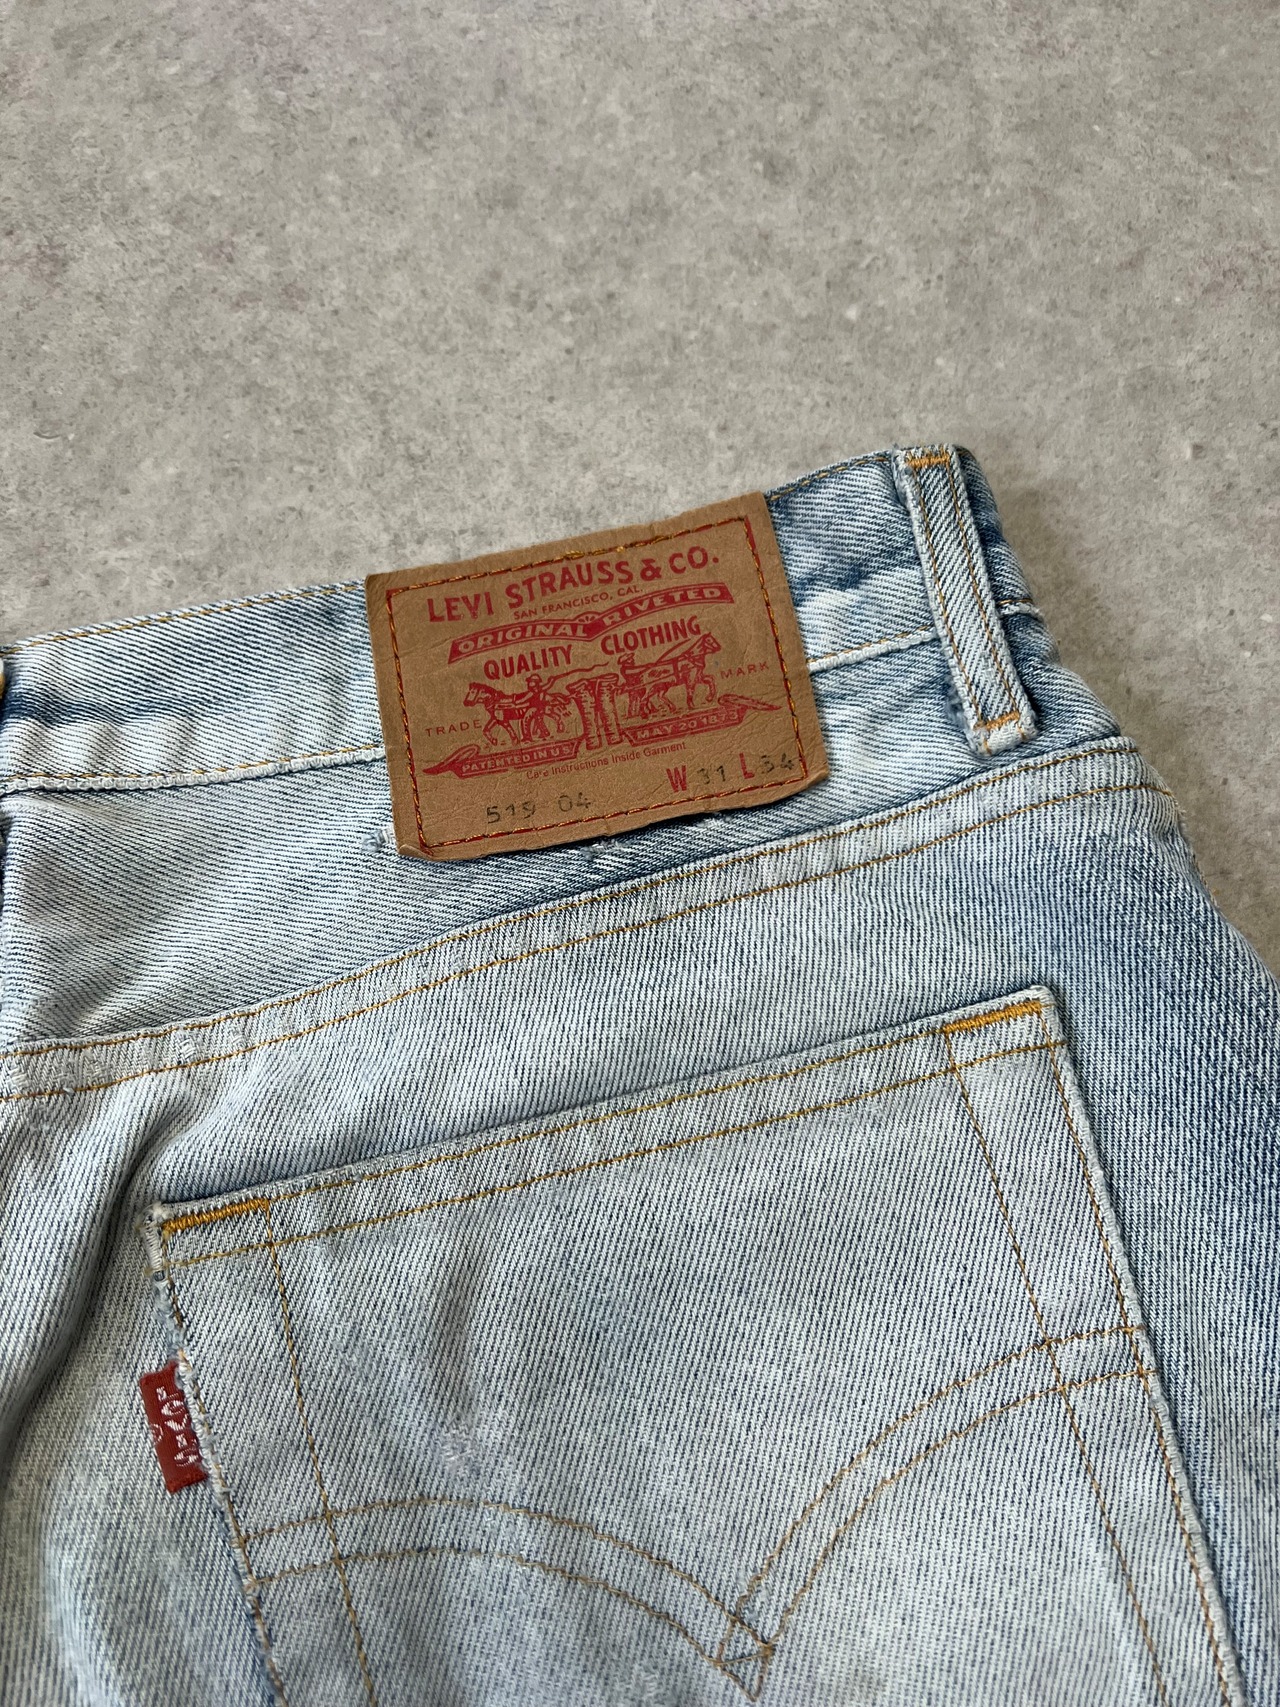 LEVI STRAUSS & CO.
SAN FRANCISCO, CAL.
ORIGINAL RIVETED
QUALITY CLOTHING
TRADE MARK
PATENTED IN US MAY 20 1873
Care Instructions Inside Garment
W 31 L 34
519 04
LEVI'S